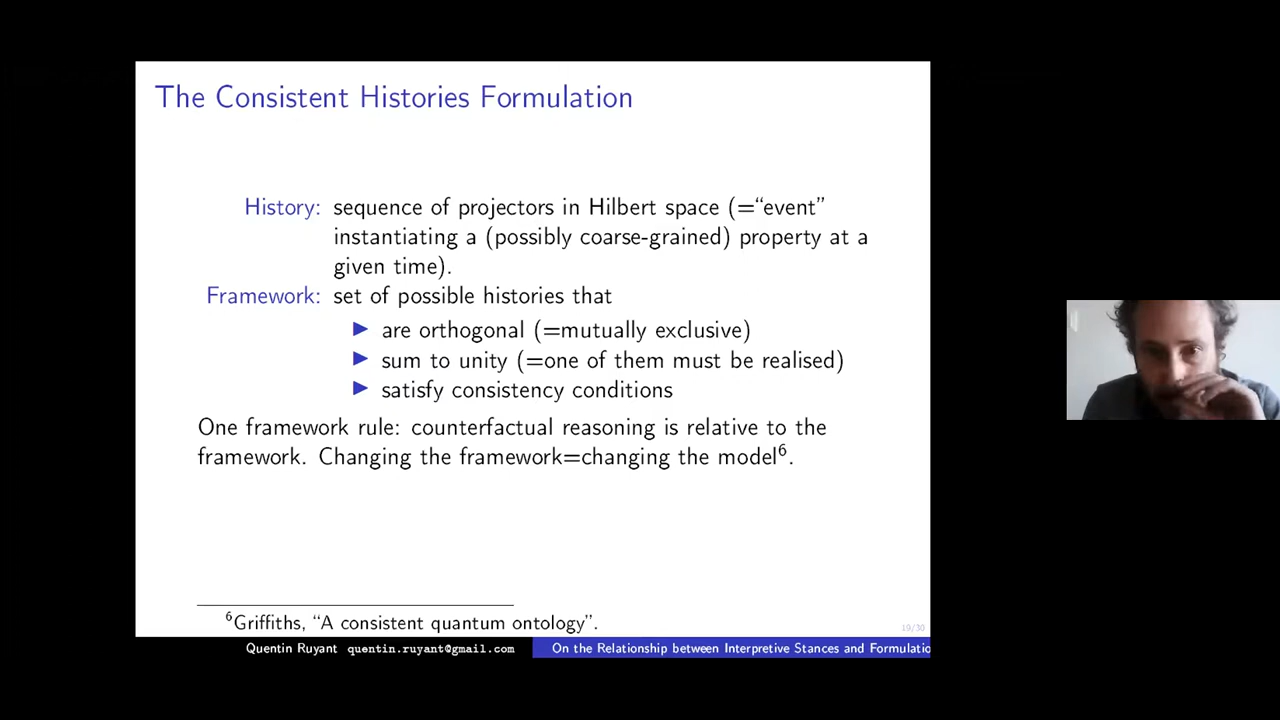 The Consistent Histories Formulation
History: sequence of projectors in Hilbert space (=“event”
instantiating a (possibly coarse-grained) property at a
given time).
Framework: set of possible histories that
▶ are orthogonal (=mutually exclusive)
▶ sum to unity (=one of them must be realised)
▶ satisfy consistency conditions
One framework rule: counterfactual reasoning is relative to the
framework. Changing the framework=changing the model⁶.
⁶Griffiths, “A consistent quantum ontology”.
19/30
Quentin Ruyant quentin.ruyant@gmail.com On the Relationship between Interpretive Stances and Formulatio